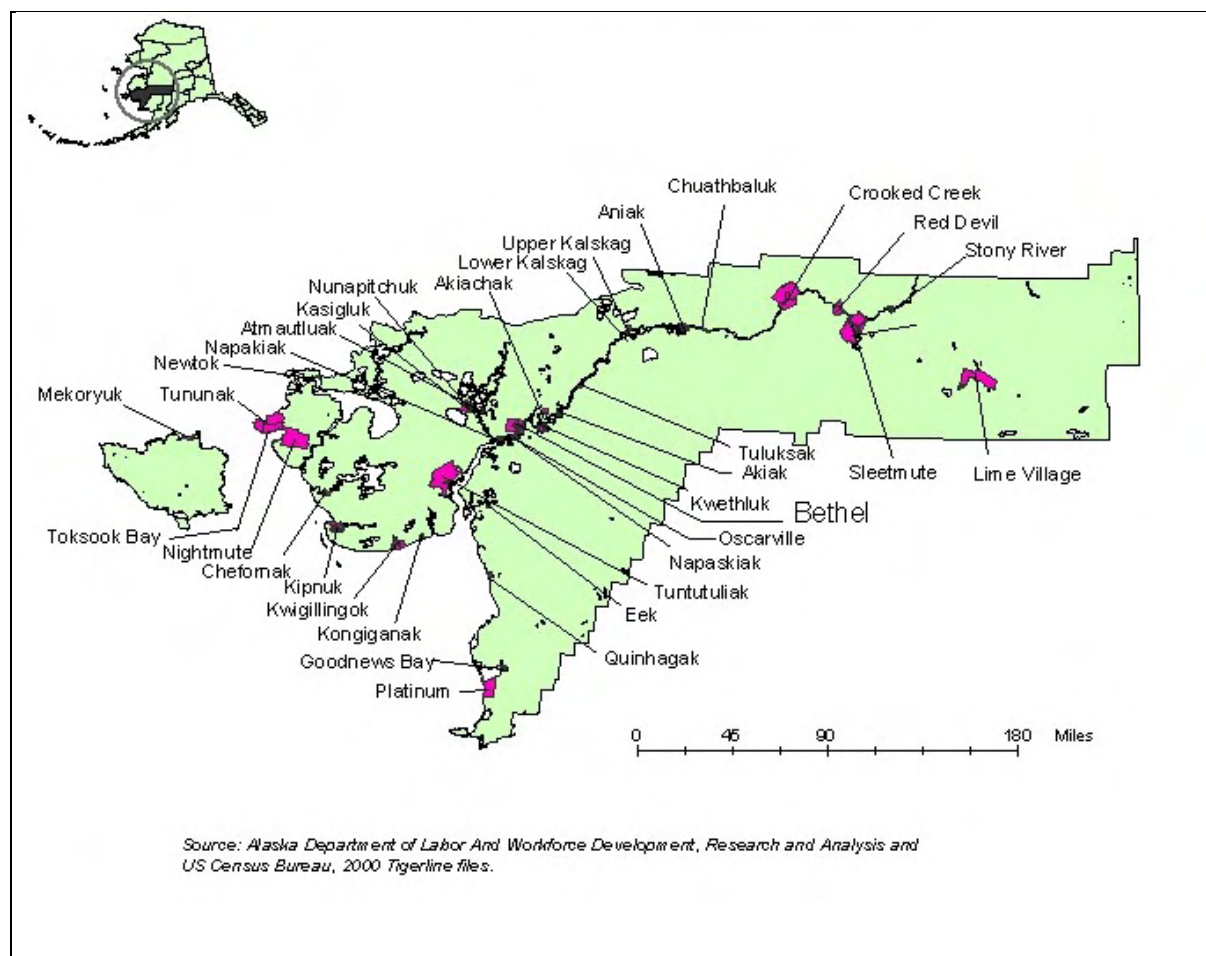 Chuathbaluk
Crooked Creek
Aniak
Red Devil
Upper Kalskag
Stony River
Lower Kalskag
Nunapitchuk
Akiachak
Kasigluk
Atmautluak
Napakiak
Newtok
Mekoryuk
Tununak
Tuluksak
Akiak
Sleetmute
Lime Village
Kwethluk
Bethel
Toksook Bay
Oscarville
Nightmute
Napaskiak
Chefornak
Kipnuk
Tuntutuliak
Kwigillingok
Eek
Kongiganak
Quinhagak
Goodnews Bay
Platinum
0 45 90 180 Miles
Source: Alaska Department of Labor And Workforce Development, Research and Analysis and
US Census Bureau, 2000 Tigerline files.